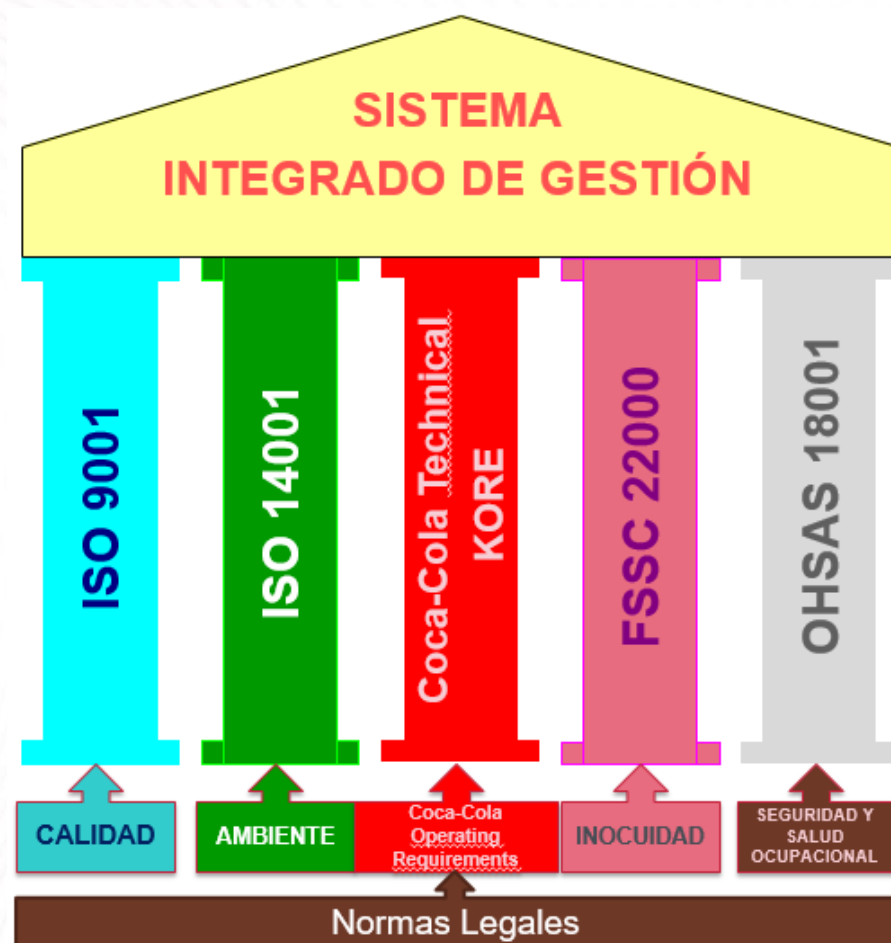 SISTEMA
INTEGRADO DE GESTIÓN
ISO 9001
ISO 14001
Coca-Cola Technical
KORE
FSSC 22000
OHSAS 18001
CALIDAD
AMBIENTE
Coca-Cola
Operating
Requirements
INOCUIDAD
SEGURIDAD Y
SALUD
OCUPACIONAL
Normas Legales